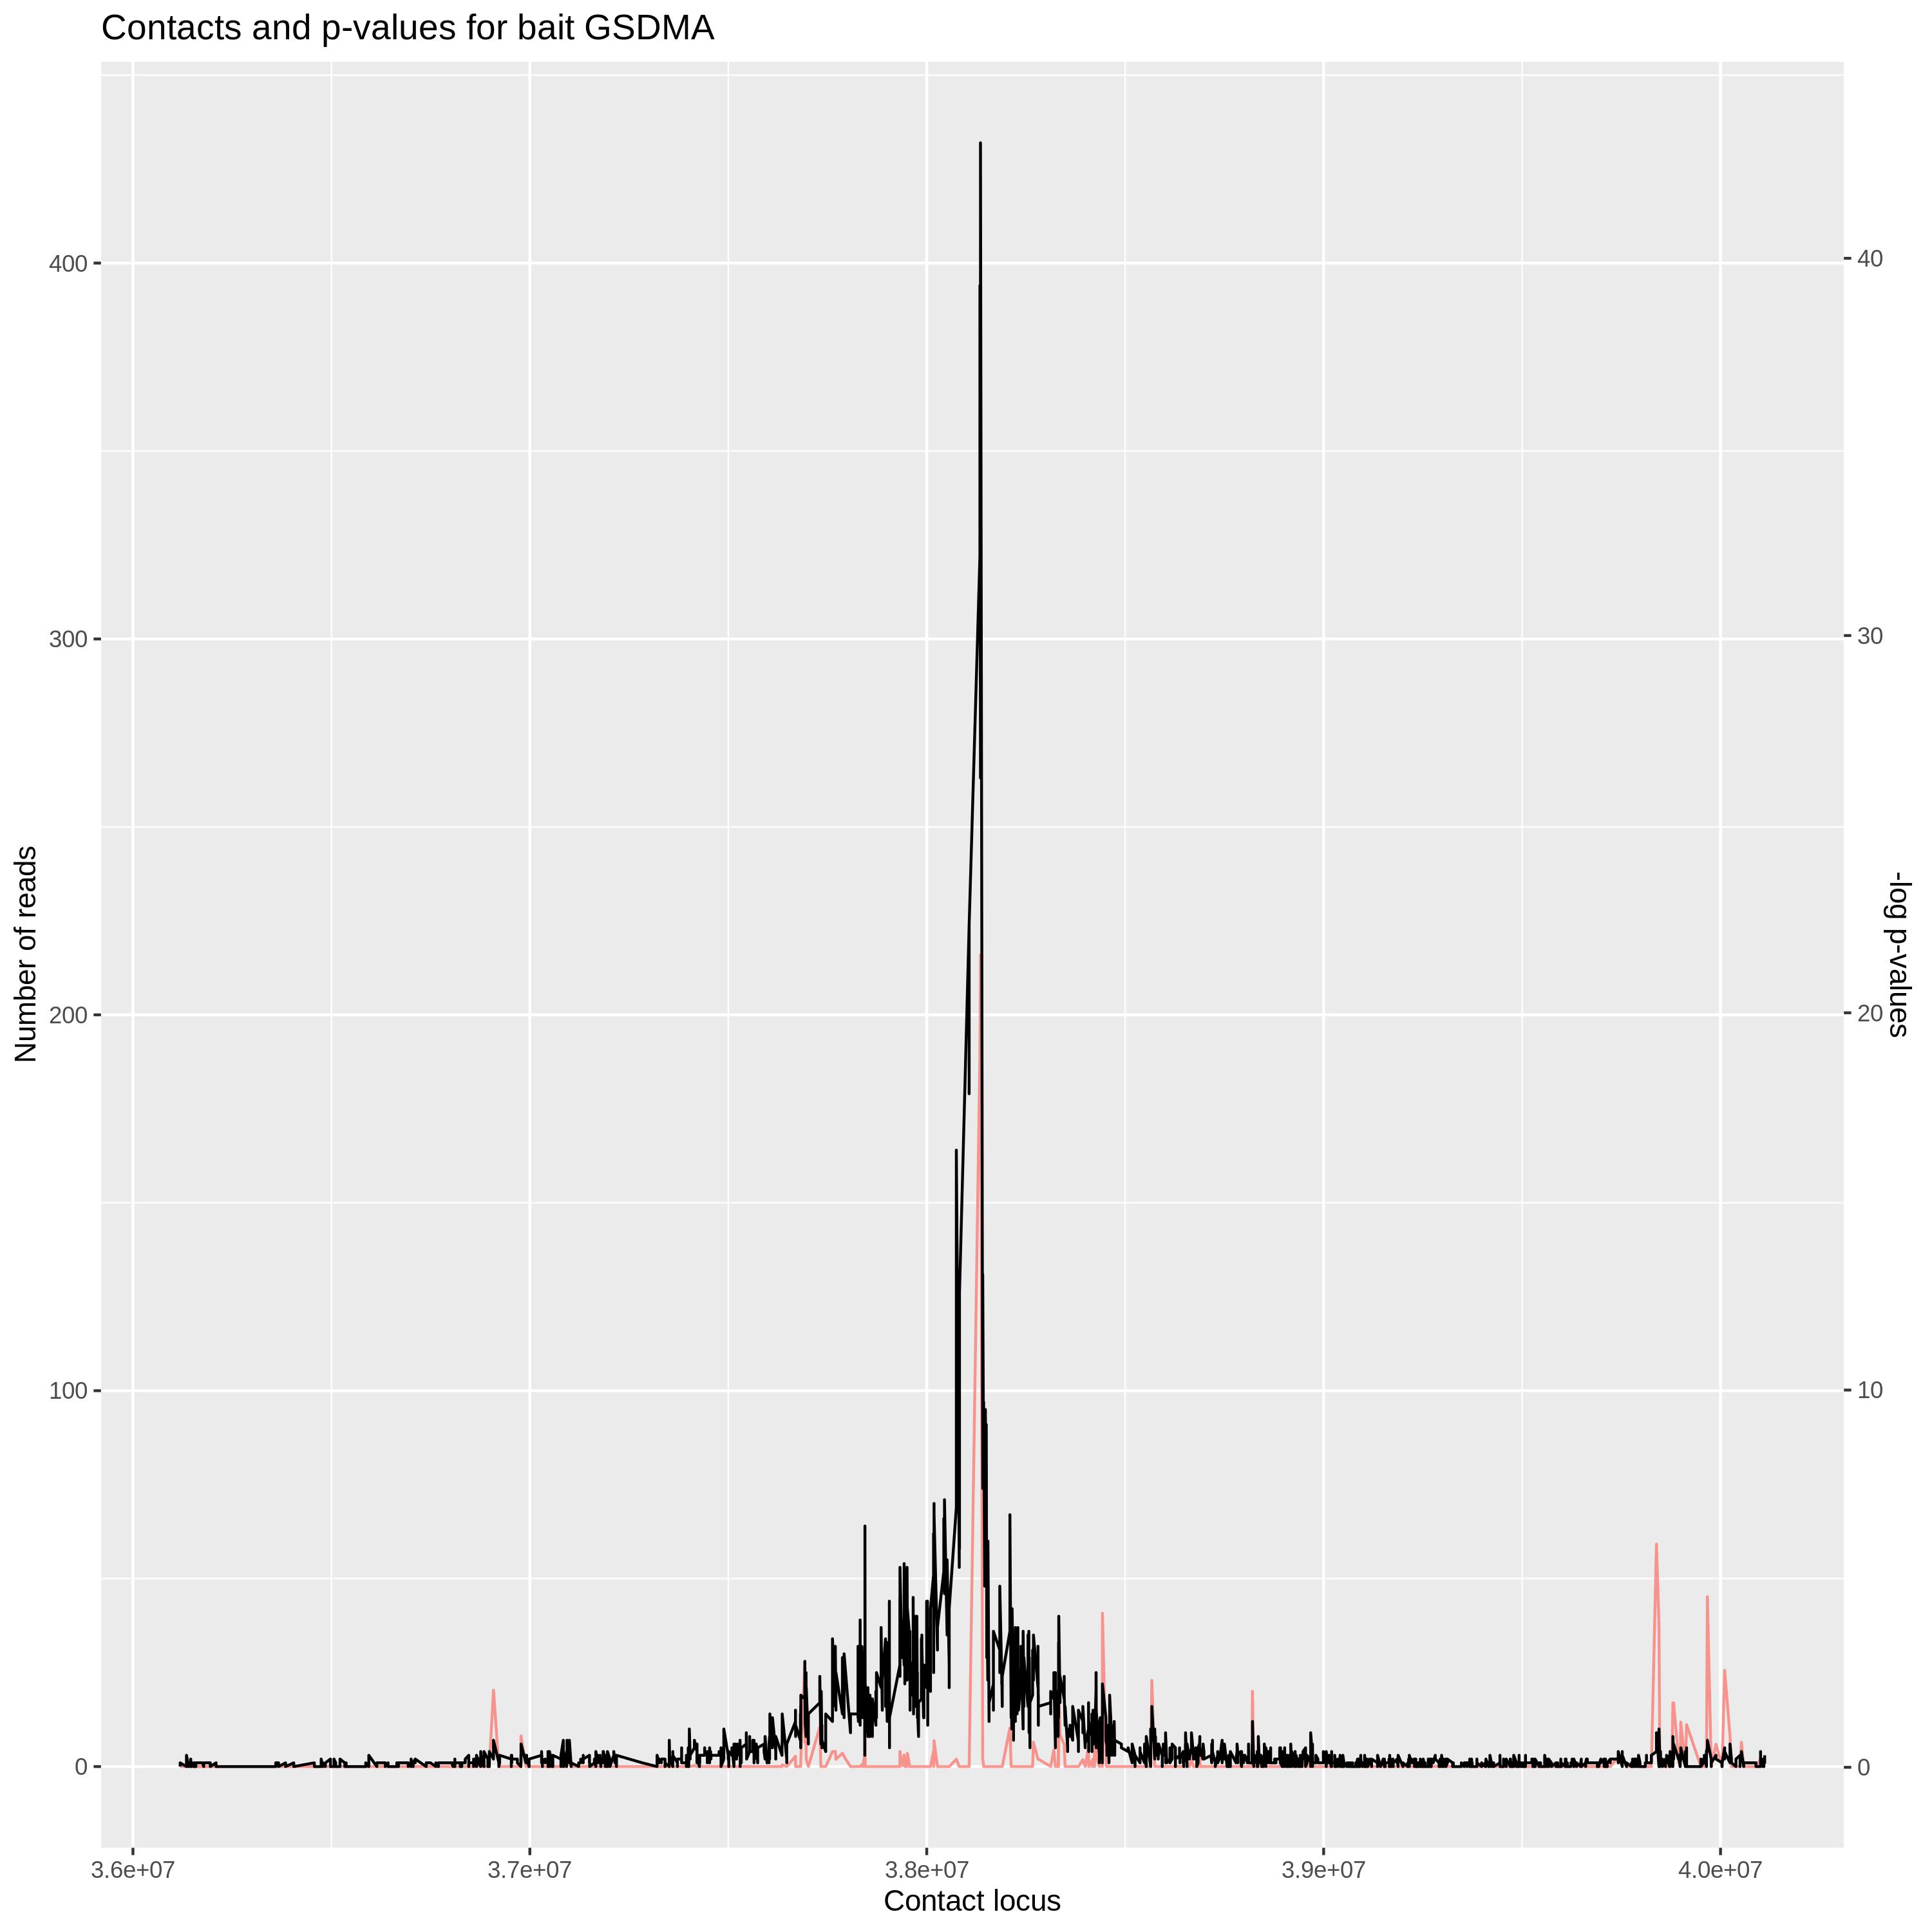 Contacts and p-values for bait GSDMA
Number of reads
400
300
200
100
0
40
30
20
10
0
-log p-values
3.6e+07
3.7e+07
3.8e+07
3.9e+07
4.0e+07
Contact locus